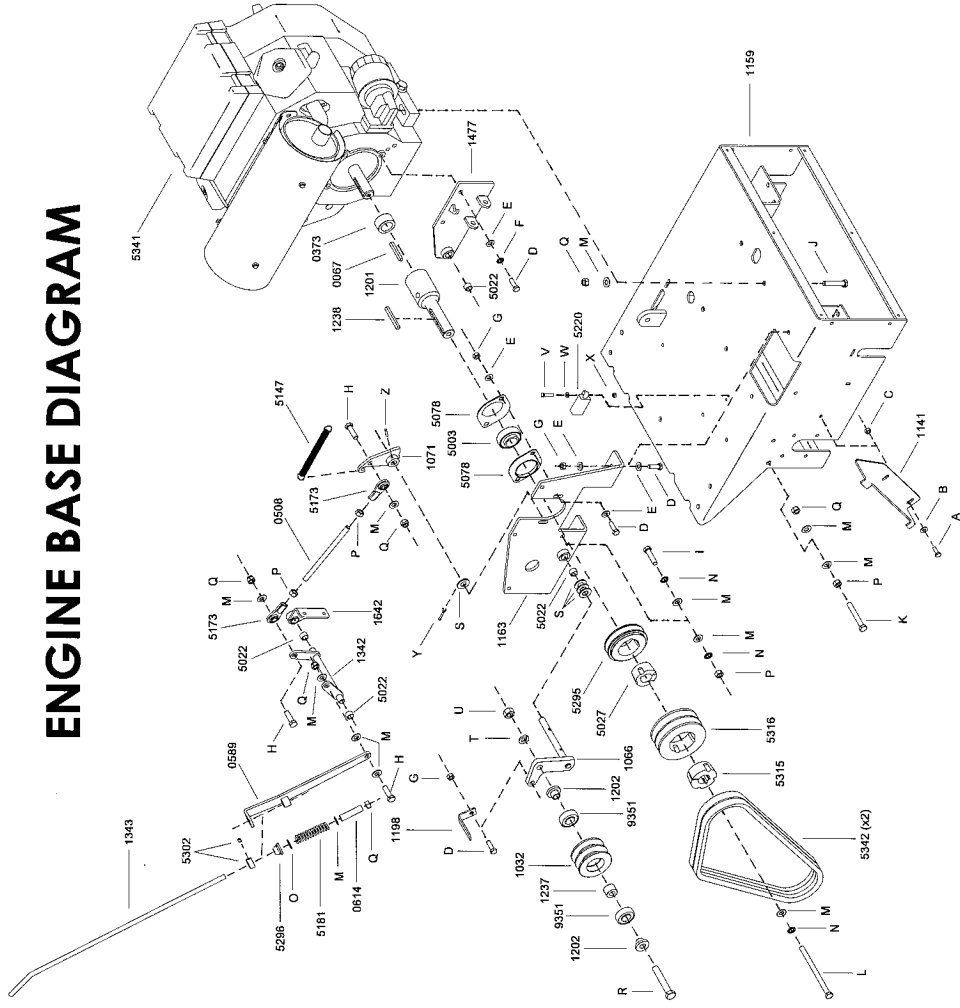 ENGINE BASE DIAGRAM
1343
5302
5296
O
5181
M
0614
Q
0589
H
M
H
5022
1342
M
Q
5022
5173
1642
P
M
Q
0508
P
Q
M
5173
5147
H
1071
Z
S
Y
5341
0373
0067
1201
1238
G
E
5078
5003
5078
5022
1477
E
F
D
Q
M
5220
V
W
X
G
E
E
D
D
1163
5022
S
I
N
M
M
N
P
5295
5027
5316
5315
5342 (x2)
M
N
L
G
1198
D
U
T
1066
1202
9351
1032
1237
9351
1202
R
1159
J
C
1141
B
A
Q
M
M
P
K